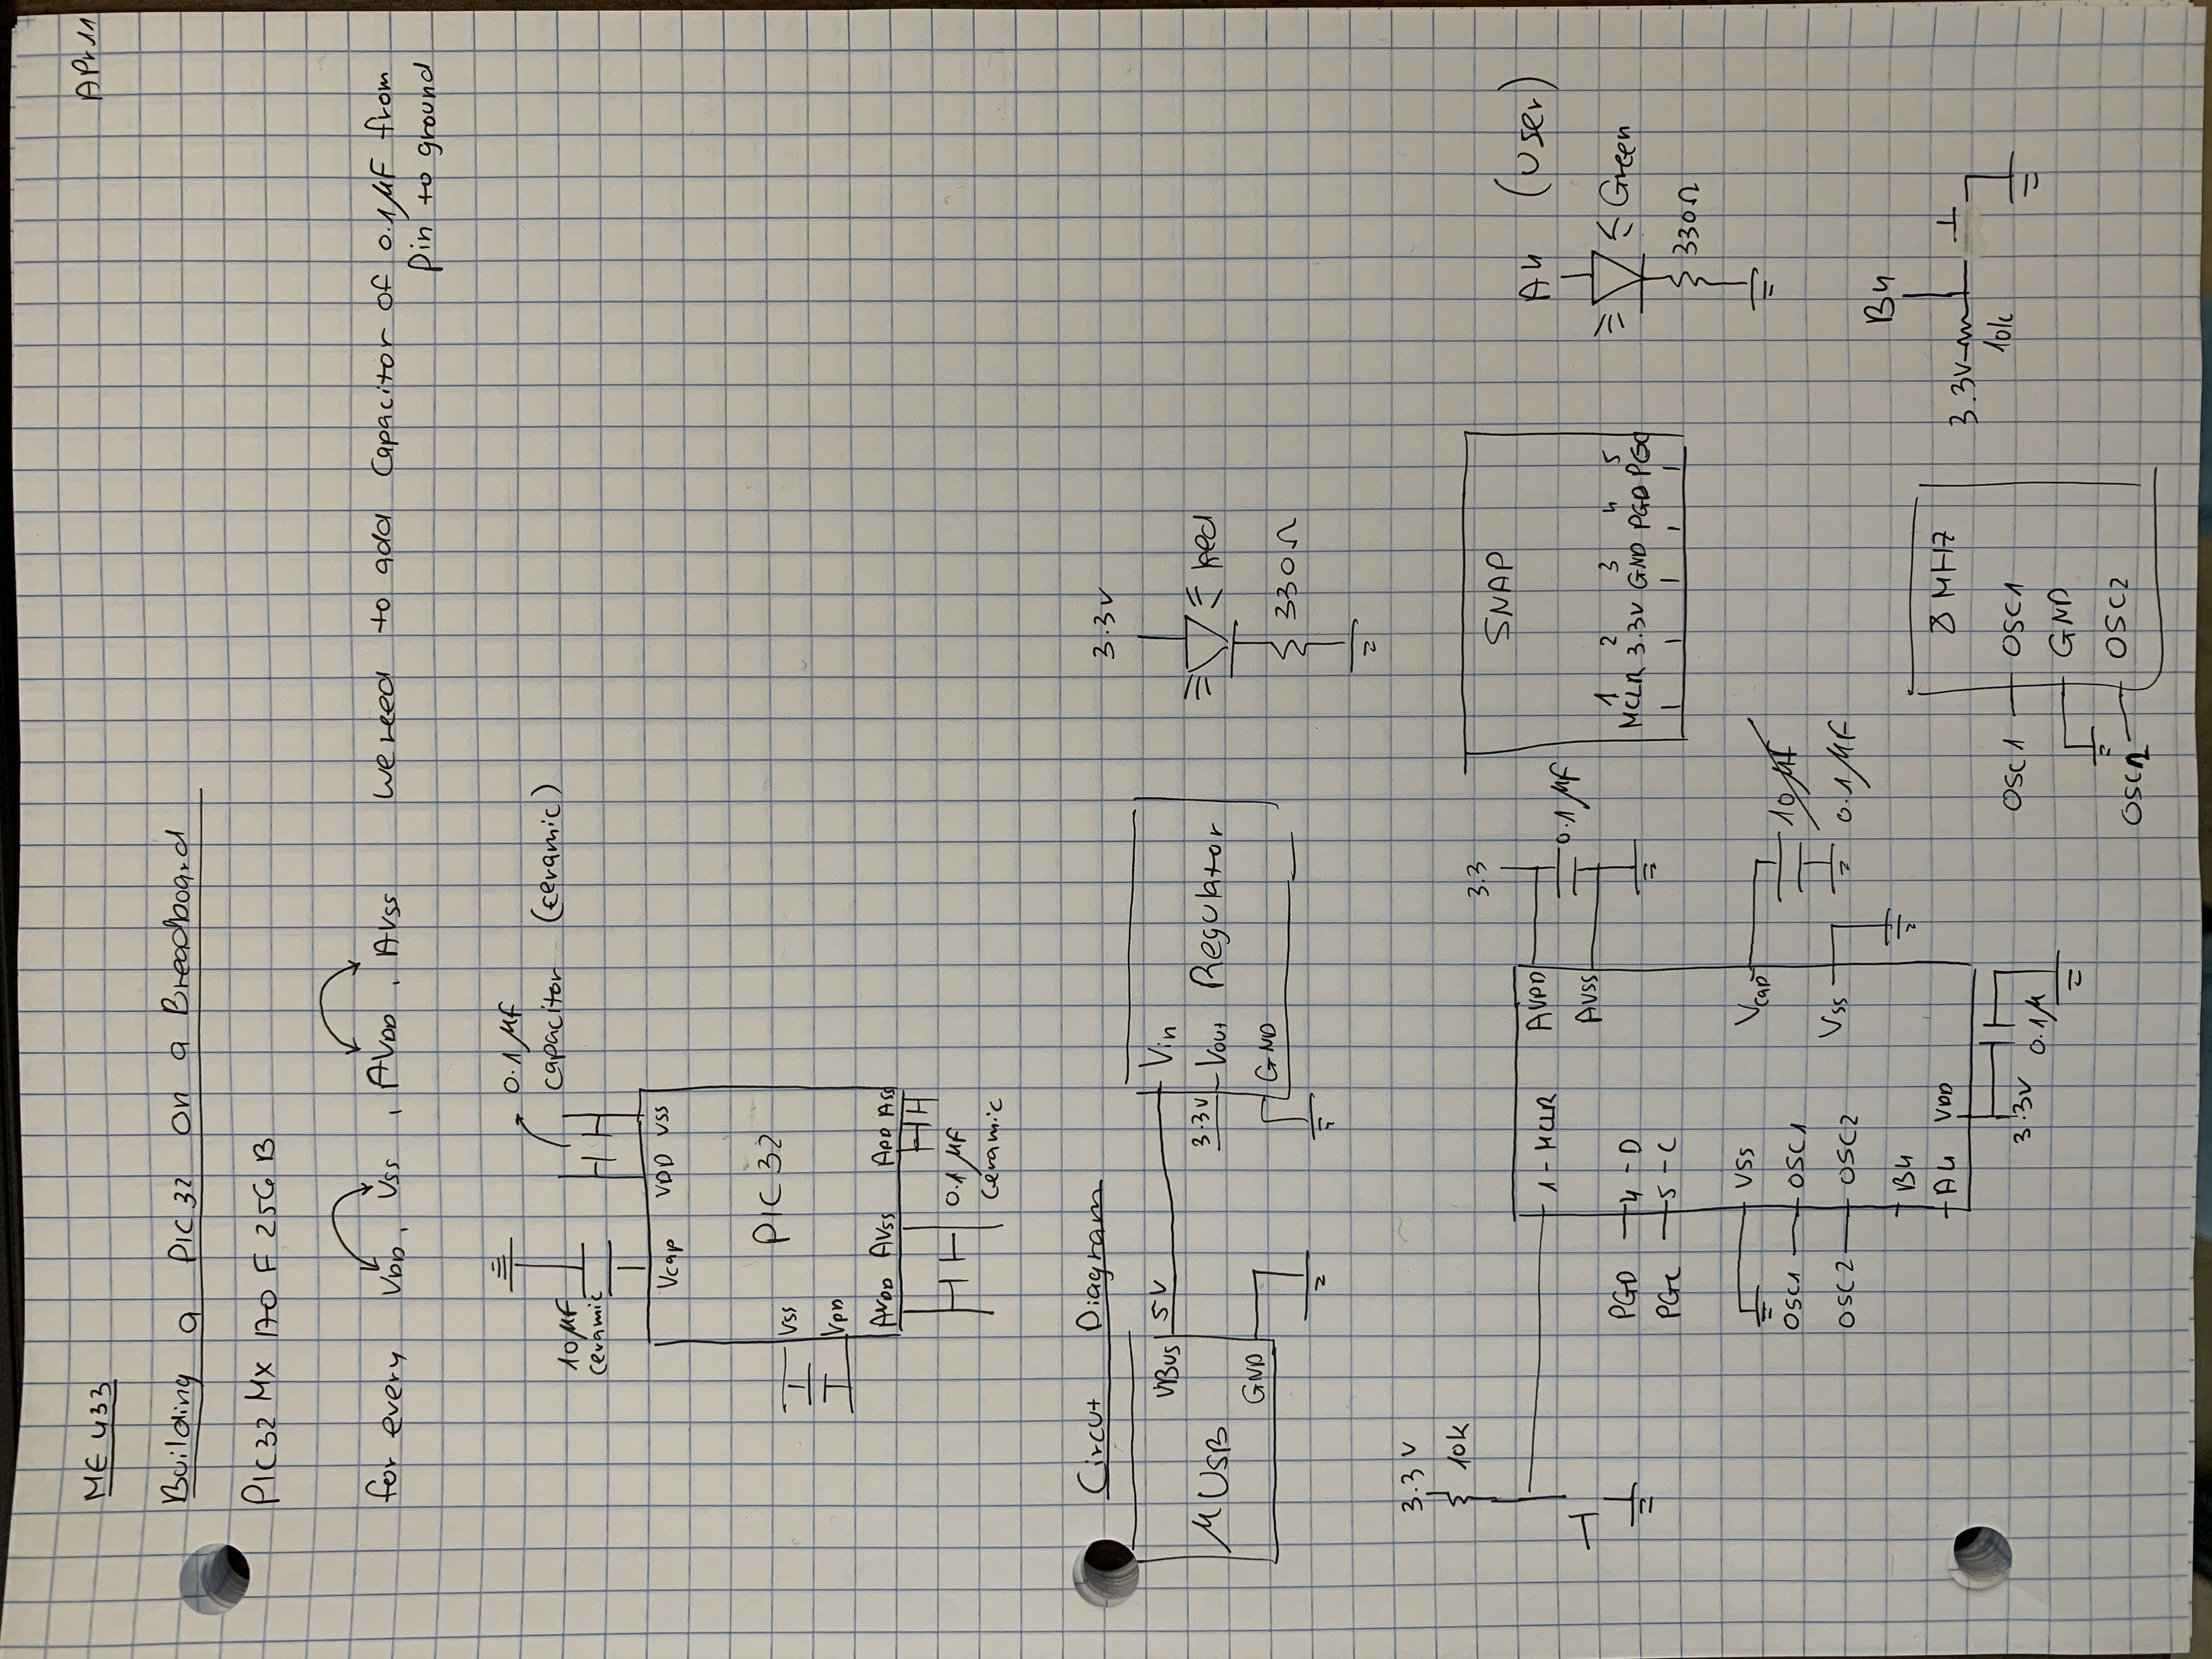 ME 433
APr 11
Building a PIC 32 on a Breadboard
PIC32 MX 170 F 256 B
for every VDD, VSS, AVDD, AVSS we need to add Capacitor of 0.1 µF from
Pin to ground
0.1 µF
capacitor (ceramic)
10 µF
ceramic
Vcap VDD VSS
PIC 32
VSS
VDD
AVDD AVSS ADD ASS
0.1 µF
ceramic
Circut Diagram
3.3V
VBUS 5V Vin
µ USB 3.3V Vout Regulator Red
GND GND
330Ω
3.3 V
10k
3.3
SNAP
1 - MCLR AVDD
0.1 µF
AVSS
A4 (User)
1 2 3 4 5
MCLR 3.3V GND PGD PGC
Green
PGD 4 - D
PGC 5 - C
330Ω
VSS Vcap 10 µF
OSC1 OSC1
OSC2 OSC2 VSS 0.1 µF
B4
A4 VDD
3.3V 0.1 µ
8 MHZ
OSC1 OSC1
GND
OSC2 OSC2
B4
3.3V
10k